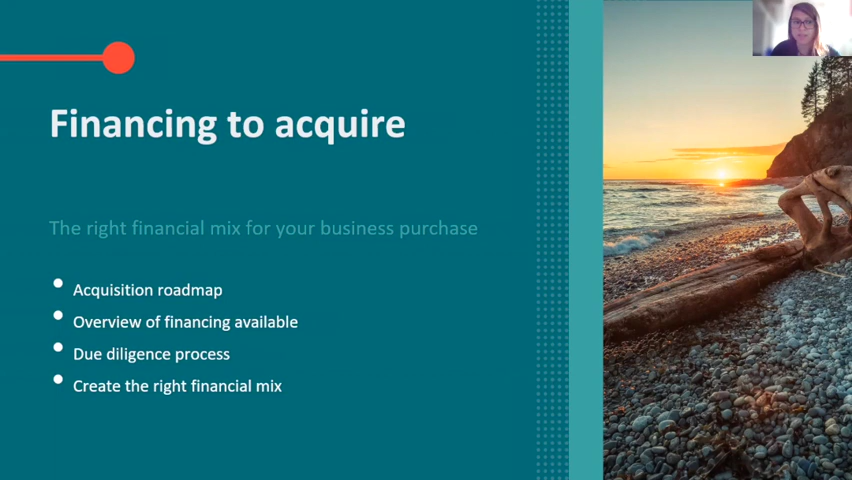 Financing to acquire
The right financial mix for your business purchase
Acquisition roadmap
Overview of financing available
Due diligence process
Create the right financial mix